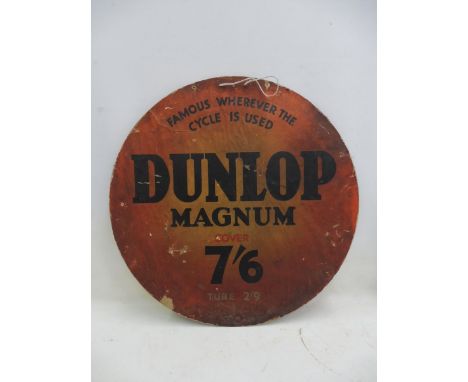 FAMOUS WHEREVER THE
CYCLE IS USED
DUNLOP
MAGNUM
COVER
7'6
TUBE 2'9